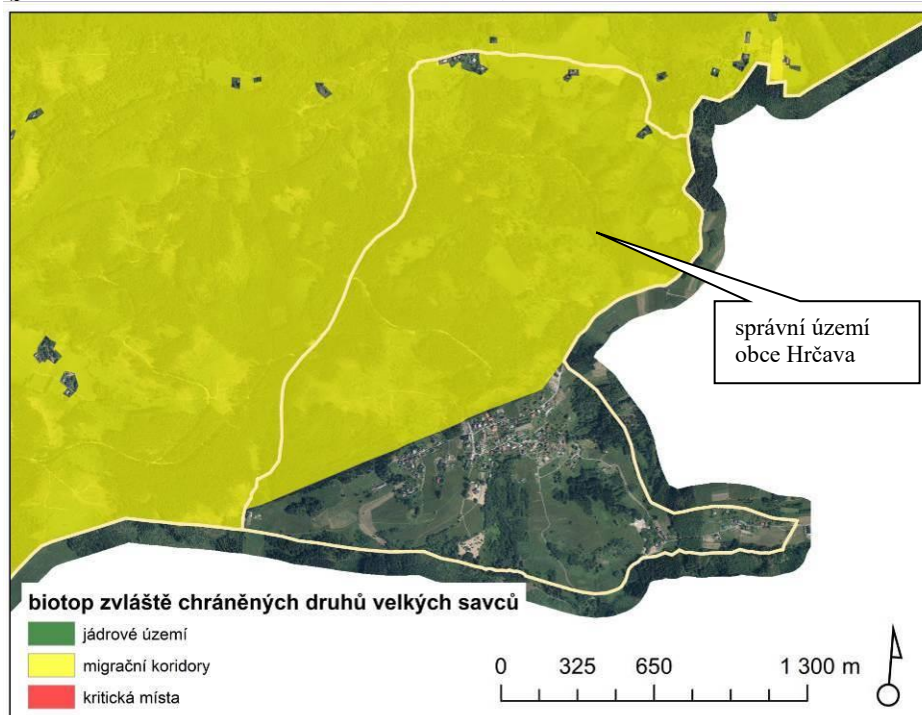 správní území
obce Hrčava
biotop zvláště chráněných druhů velkých savců
jádrové území
migrační koridory
kritická místa
0 325 650 1 300 m